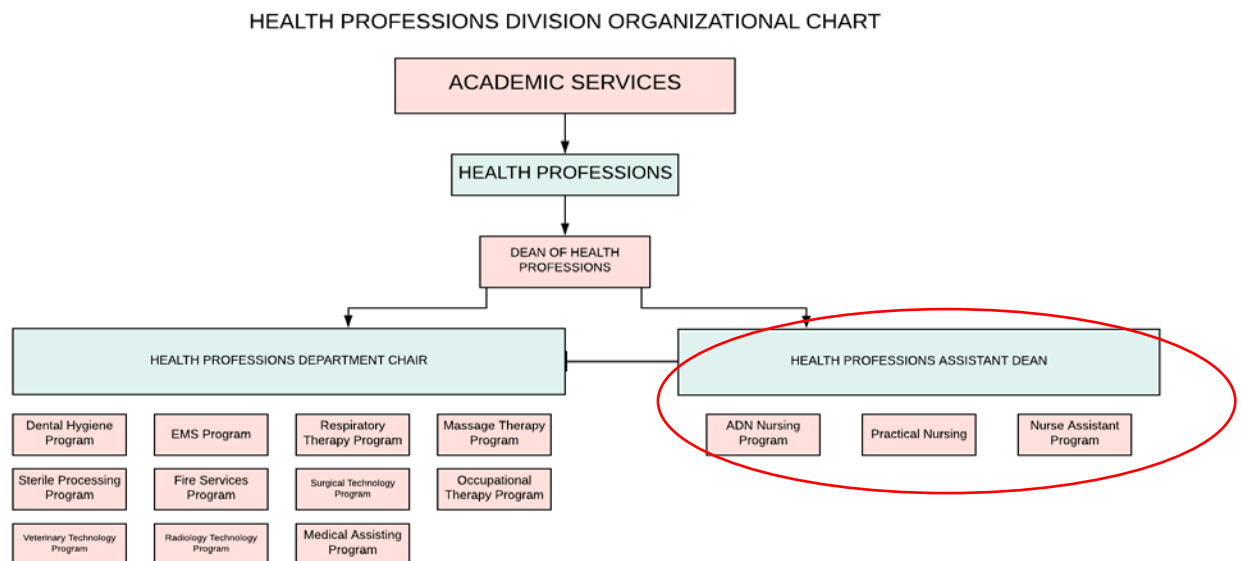 HEALTH PROFESSIONS DIVISION ORGANIZATIONAL CHART
ACADEMIC SERVICES
HEALTH PROFESSIONS
DEAN OF HEALTH
PROFESSIONS
HEALTH PROFESSIONS DEPARTMENT CHAIR
HEALTH PROFESSIONS ASSISTANT DEAN
Dental Hygiene
Program
EMS Program
Respiratory
Therapy Program
Massage Therapy
Program
ADN Nursing
Program
Practical Nursing
Nurse Assistant
Program
Sterile Processing
Program
Fire Services
Program
Surgical Technology
Program
Occupational
Therapy Program
Veterinary Technology
Program
Radiology Technology
Program
Medical Assisting
Program